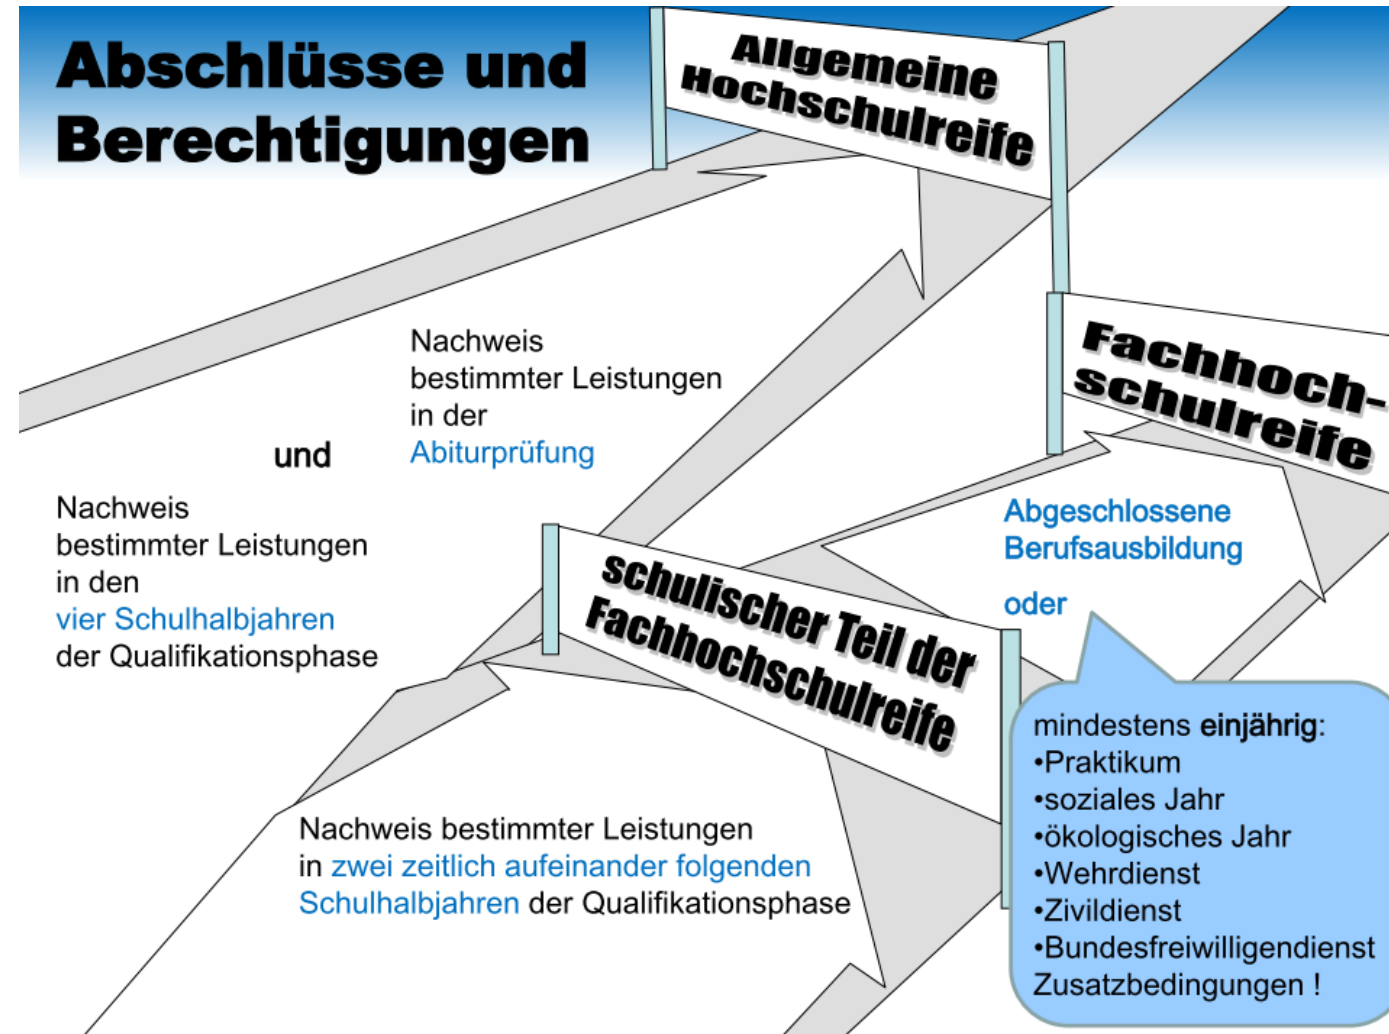 Abschlüsse und
Berechtigungen
Allgemeine
Hochschulreife
Nachweis
bestimmter Leistungen
in der
Abiturprüfung
und
Nachweis
bestimmter Leistungen
in den
vier Schulhalbjahren
der Qualifikationsphase
Fachhoch-
schulreife
Abgeschlossene
Berufsausbildung
oder
schulischer Teil der
Fachhochschulreife
mindestens einjährig:
•Praktikum
•soziales Jahr
•ökologisches Jahr
•Wehrdienst
•Zivildienst
•Bundesfreiwilligendienst
Zusatzbedingungen !
Nachweis bestimmter Leistungen
in zwei zeitlich aufeinander folgenden
Schulhalbjahren der Qualifikationsphase